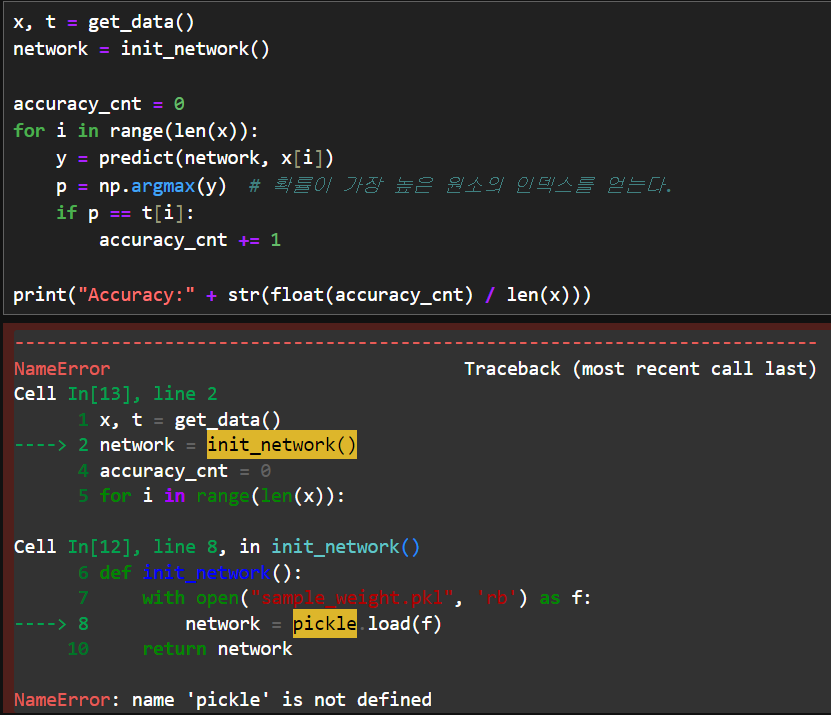 x, t = get_data()
network = init_network()
accuracy_cnt = 0
for i in range(len(x)):
    y = predict(network, x[i])
    p = np.argmax(y)  # 확률이 가장 높은 원소의 인덱스를 얻는다.
    if p == t[i]:
        accuracy_cnt += 1
print("Accuracy:" + str(float(accuracy_cnt) / len(x)))
---------------------------------------------------------------------------
NameError                                 Traceback (most recent call last)
Cell In[13], line 2
      1 x, t = get_data()
----> 2 network = init_network()
      4 accuracy_cnt = 0
      5 for i in range(len(x)):
Cell In[12], line 8, in init_network()
      6 def init_network():
      7     with open("sample_weight.pkl", 'rb') as f:
----> 8         network = pickle.load(f)
     10     return network
NameError: name 'pickle' is not defined